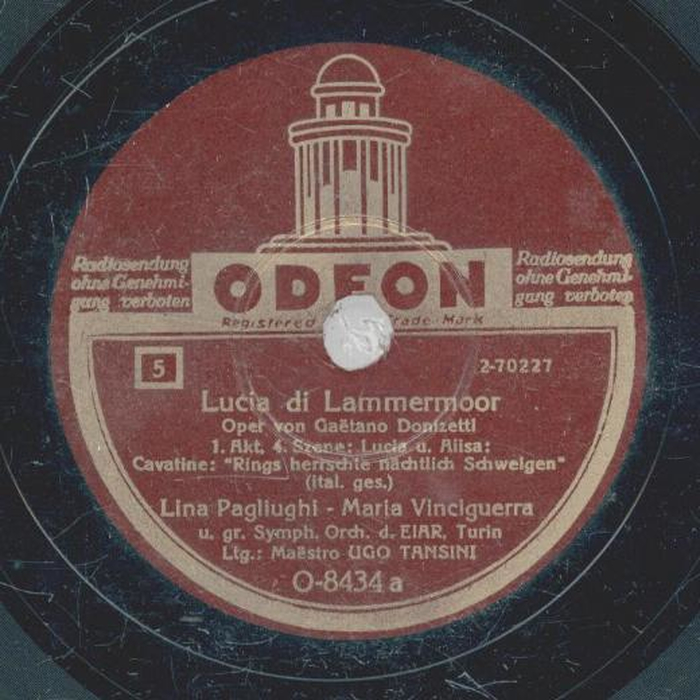 Radiosendung
ohne Genehmi-
gung verboten
ODEON
Radiosendung
ohne Genehmi-
gung verboten
Registered Trade-Mark
5
2-70227
Lucia di Lammermoor
Oper von Gaëtano Donizetti
1. Akt, 4. Szene: Lucia u. Alisa:
Cavatine: "Rings herrschte nächtlich Schweigen"
(ital. ges.)
Lina Pagliughi - Maria Vinciguerra
u. gr. Symph. Orch. d. EIAR, Turin
Ltg.: Maëstro UGO TANSINI
O-8434 a